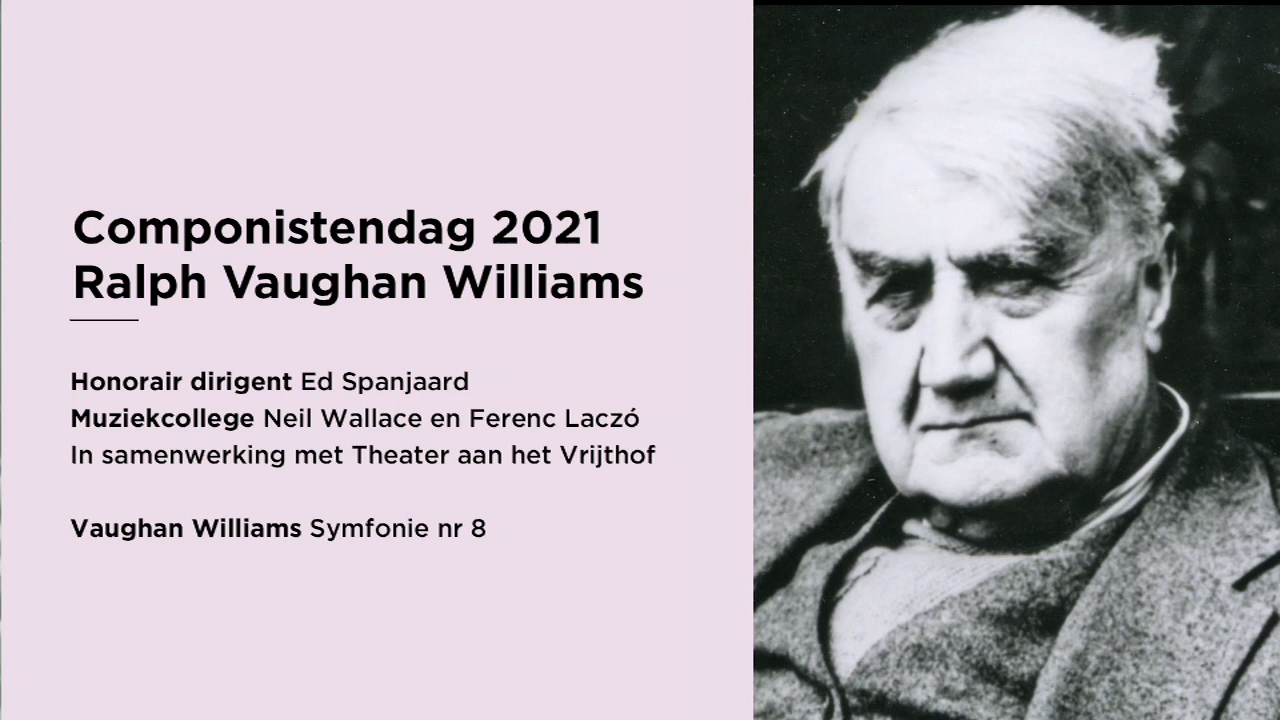 Componistendag 2021
Ralph Vaughan Williams
Honorair dirigent Ed Spanjaard
Muziekcollege Neil Wallace en Ferenc Laczó
In samenwerking met Theater aan het Vrijthof
Vaughan Williams Symfonie nr 8